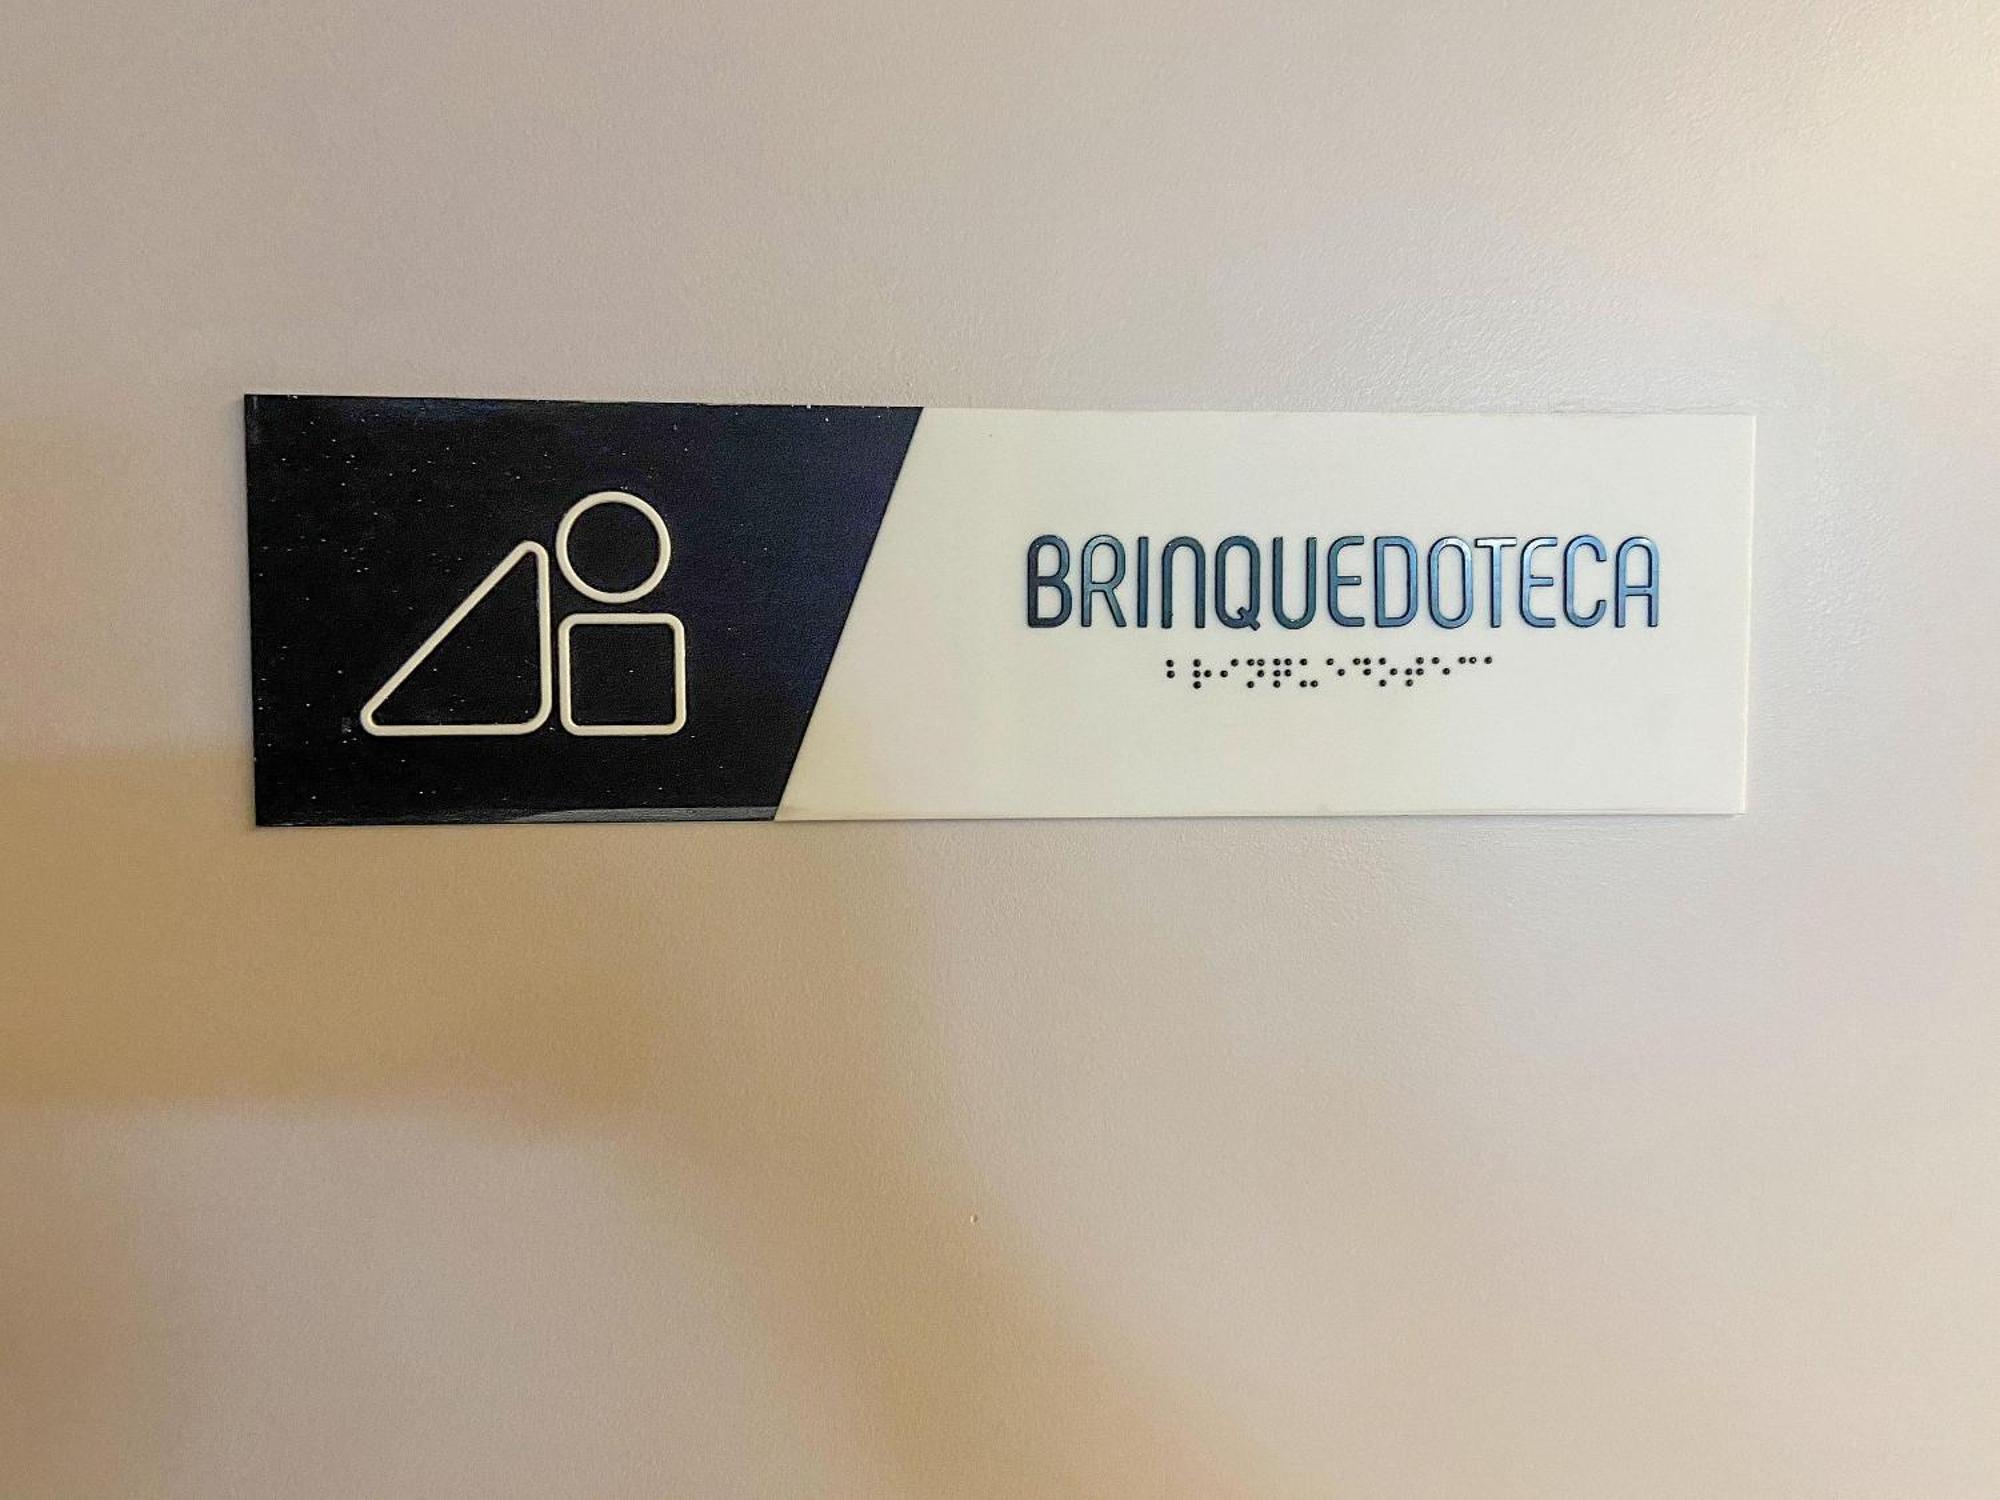 BRINQUEDOTECA
⠃⠗⠊⠝⠟⠥⠑⠙⠕⠞⠑⠉⠁